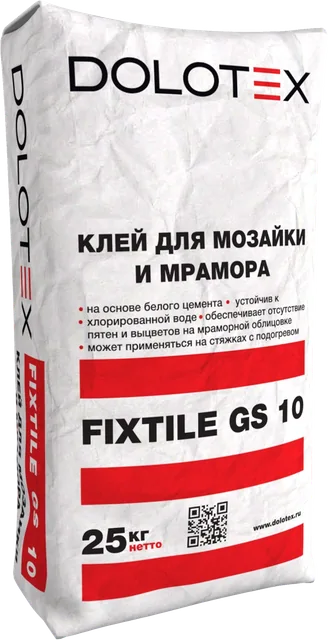 DOLOTEX
КЛЕЙ ДЛЯ МОЗАЙКИ
И МРАМОРА
• на основе белого цемента • устойчив к
• хлорированной воде • обеспечивает отсутствие
пятен и выцветов на мраморной облицовке
• может применяться на стяжках с подогревом
FIXTILE GS 10
25кг
нетто
www.dolotex.ru
DOLOTEX
FIXTILE GS 10